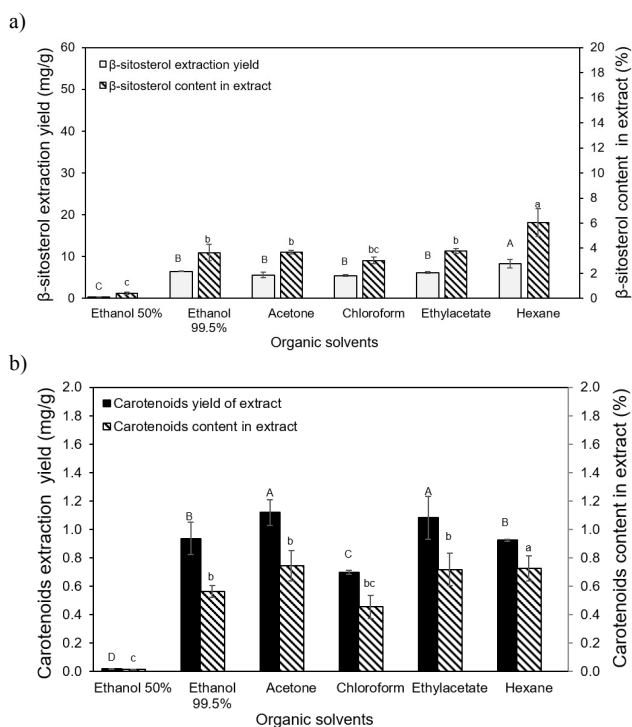 a)
β-sitosterol extraction yield (mg/g)
60
50
40
30
20
10
0
β-sitosterol extraction yield
β-sitosterol content in extract
C c B b B b B bc B b A a
20
18
16
14
12
10
8
6
4
2
0
β-sitosterol content in extract (%)
Ethanol 50% Ethanol 99.5% Acetone Chloroform Ethylacetate Hexane
Organic solvents
b)
Carotenoids extraction yield (mg/g)
2.0
1.8
1.6
1.4
1.2
1.0
0.8
0.6
0.4
0.2
0.0
Carotenoids yield of extract
Carotenoids content in extract
D c B b A b C bc A b B a
2.0
1.8
1.6
1.4
1.2
1.0
0.8
0.6
0.4
0.2
0.0
Carotenoids content in extract (%)
Ethanol 50% Ethanol 99.5% Acetone Chloroform Ethylacetate Hexane
Organic solvents